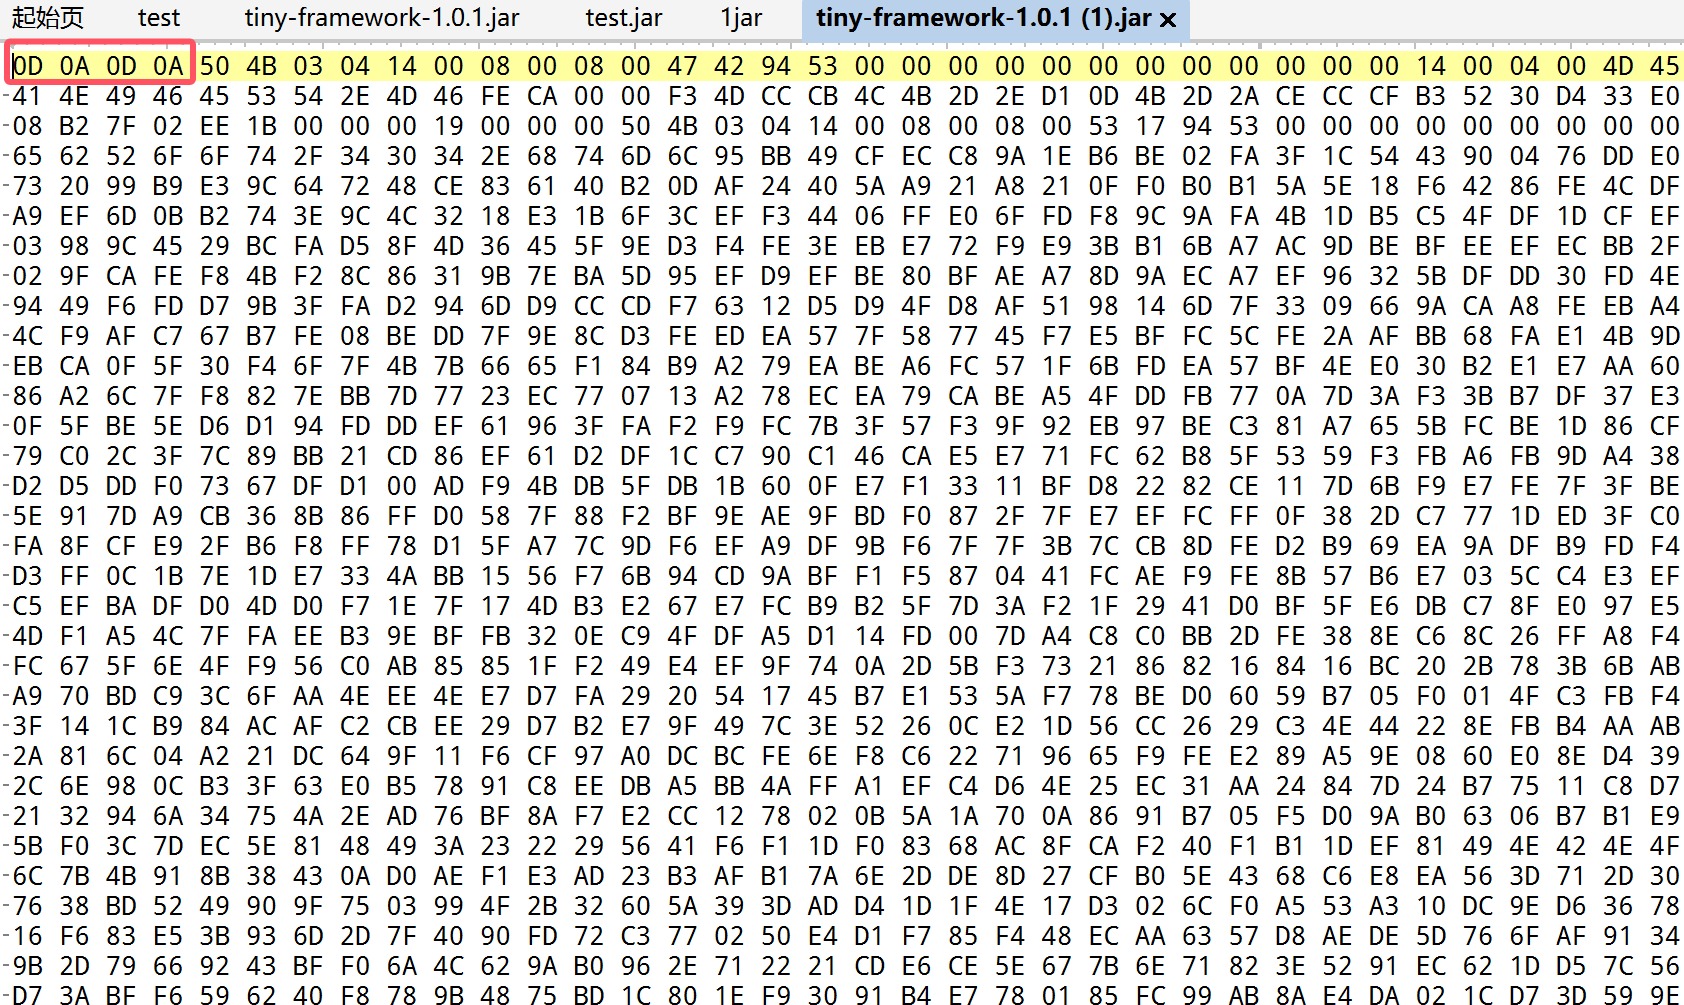 起始页 test tiny-framework-1.0.1.jar test.jar 1jar tiny-framework-1.0.1 (1).jar ×
0D 0A 0D 0A 50 4B 03 04 14 00 08 00 08 00 47 42 94 53 00 00 00 00 00 00 00 00 00 00 00 00 14 00 04 00 4D 45
41 4E 49 46 45 53 54 2E 4D 46 FE CA 00 00 F3 4D CC CB 4C 4B 2D 2E D1 0D 4B 2D 2A CE CC CF B3 52 30 D4 33 E0
08 B2 7F 02 EE 1B 00 00 00 19 00 00 00 50 4B 03 04 14 00 08 00 08 00 53 17 94 53 00 00 00 00 00 00 00 00 00
65 62 52 6F 6F 74 2F 34 30 34 2E 68 74 6D 6C 95 BB 49 CF EC C8 9A 1E B6 BE 02 FA 3F 1C 54 43 90 04 76 DD E0
73 20 99 B9 E3 9C 64 72 48 CE 83 61 40 B2 0D AF 24 40 5A A9 21 A8 21 0F F0 B0 B1 5A 5E 18 F6 42 86 FE 4C DF
A9 EF 6D 0B B2 74 3E 9C 4C 32 18 E3 1B 6F 3C EF F3 44 06 FF E0 6F FD F8 9C 9A FA 4B 1D B5 C5 4F DF 1D CF EF
03 98 9C 45 29 BC FA D5 8F 4D 36 45 5F 9E D3 F4 FE 3E EB E7 72 F9 E9 3B B1 6B A7 AC 9D BE BF EE EF EC BB 2F
02 9F CA FE F8 4B F2 8C 86 31 9B 7E BA 5D 95 EF D9 EF BE 80 BF AE A7 8D 9A EC A7 EF 96 32 5B DF DD 30 FD 4E
94 49 F6 FD D7 9B 3F FA D2 94 6D D9 CC CD F7 63 12 D5 D9 4F D8 AF 51 98 14 6D 7F 33 09 66 9A CA A8 FE EB A4
4C F9 AF C7 67 B7 FE 08 BE DD 7F 9E 8C D3 FE ED EA 57 7F 58 77 45 F7 E5 BF FC 5C FE 2A AF BB 68 FA E1 4B 9D
EB CA 0F 5F 30 F4 6F 7F 4B 7B 66 65 F1 84 B9 A2 79 EA BE A6 FC 57 1F 6B FD EA 57 BF 4E E0 30 B2 E1 E7 AA 60
86 A2 6C 7F F8 82 7E BB 7D 77 23 EC 77 07 13 A2 78 EC EA 79 CA BE A5 4F DD FB 77 0A 7D 3A F3 3B B7 DF 37 E3
0F 5F BE 5E D6 D1 94 FD DD EF 61 96 3F FA F2 F9 FC 7B 3F 57 F3 9F 92 EB 97 BE C3 81 A7 65 5B FC BE 1D 86 CF
79 C0 2C 3F 7C 89 BB 21 CD 86 EF 61 D2 DF 1C C7 90 C1 46 CA E5 E7 71 FC 62 B8 5F 53 59 F3 FB A6 FB 9D A4 38
D2 D5 DD F0 73 67 DF D1 00 AD F9 4B DB 5F DB 1B 60 0F E7 F1 33 11 BF D8 22 82 CE 11 7D 6B F9 E7 FE 7F 3F BE
5E 91 7D A9 CB 36 8B 86 FF D0 58 7F 88 F2 BF 9E AE 9F BD F0 87 2F 7F E7 EF FC FF 0F 38 2D C7 77 1D ED 3F C0
FA 8F CF E9 2F B6 F8 FF 78 D1 5F A7 7C 9D F6 EF A9 DF 9B F6 7F 7F 3B 7C CB 8D FE D2 B9 69 EA 9A DF B9 FD F4
D3 FF 0C 1B 7E 1D E7 33 4A BB 15 56 F7 6B 94 CD 9A BF F1 F5 87 04 41 FC AE F9 FE 8B 57 B6 E7 03 5C C4 E3 EF
C5 EF BA DF D0 4D D0 F7 1E 7F 17 4D B3 E2 67 E7 FC B9 B2 5F 7D 3A F2 1F 29 41 D0 BF 5F E6 DB C7 8F E0 97 E5
4D F1 A5 4C 7F FA EE B3 9E BF FB 32 0E C9 4F DF A5 D1 14 FD 00 7D A4 C8 C0 BB 2D FE 38 8E C6 8C 26 FF A8 F4
FC 67 5F 6E 4F F9 56 C0 AB 85 85 1F F2 49 E4 EF 9F 74 0A 2D 5B F3 73 21 86 82 16 84 16 BC 20 2B 78 3B 6B AB
A9 70 BD C9 3C 6F AA 4E EE 4E E7 D7 FA 29 20 54 17 45 B7 E1 53 5A F7 78 BE D0 60 59 B7 05 F0 01 4F C3 FB F4
3F 14 1C B9 84 AC AF C2 CB EE 29 D7 B2 E7 9F 49 7C 3E 52 26 0C E2 1D 56 CC 26 29 C3 4E 44 22 8E FB B4 AA AB
2A 81 6C 04 A2 21 DC 64 9F 11 F6 CF 97 A0 DC BC FE 6E F8 C6 22 71 96 65 F9 FE E2 89 A5 9E 08 60 E0 8E D4 39
2C 6E 98 0C B3 3F 63 E0 B5 78 91 C8 EE DB A5 BB 4A FF A1 EF C4 D6 4E 25 EC 31 AA 24 84 7D 24 B7 75 11 C8 D7
21 32 94 6A 34 75 4A 2E AD 76 BF 8A F7 E2 CC 12 78 02 0B 5A 1A 70 0A 86 91 B7 05 F5 D0 9A B0 63 06 B7 B1 E9
5B F0 3C 7D EC 5E 81 48 49 3A 23 22 29 56 41 F6 F1 1D F0 83 68 AC 8F CA F2 40 F1 B1 1D EF 81 49 4E 42 4E 4F
6C 7B 4B 91 8B 38 43 0A D0 AE F1 E3 AD 23 B3 AF B1 7A 6E 2D DE 8D 27 CF B0 5E 43 68 C6 E8 EA 56 3D 71 2D 30
76 38 BD 52 49 90 9F 75 03 99 4F 2B 32 60 5A 39 3D AD D4 1D 1F 4E 17 D3 02 6C F0 A5 53 A3 10 DC 9E D6 36 78
16 F6 83 E5 3B 93 6D 2D 7F 40 90 FD 72 C3 77 02 50 E4 D1 F7 85 F4 48 EC AA 63 57 D8 AE DE 5D 76 6F AF 91 34
9B 2D 79 66 92 43 BF F0 6A 4C 62 9A B0 96 2E 71 22 21 CD E6 CE 5E 67 7B 6E 71 82 3E 52 91 EC 62 1D D5 7C 56
D7 3A BF F6 59 62 40 F8 78 9B 48 75 BD 1C 80 1E F9 30 91 B4 E7 78 01 85 FC 99 AB 8A E4 DA 02 1C D7 3D 59 9E